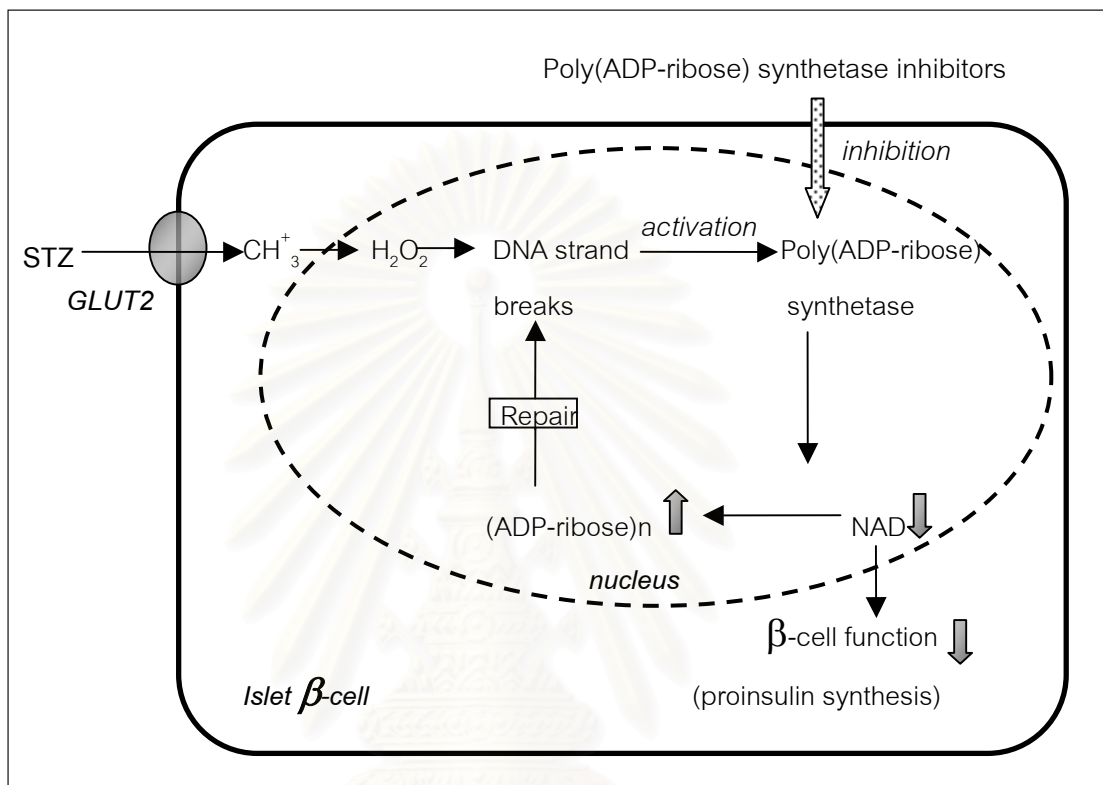 Poly(ADP-ribose) synthetase inhibitors
inhibition
STZ
GLUT2
CH⁺₃
H₂O₂
DNA strand
breaks
activation
Poly(ADP-ribose)
synthetase
Repair
(ADP-ribose)n
NAD
nucleus
β-cell function
(proinsulin synthesis)
Islet β-cell